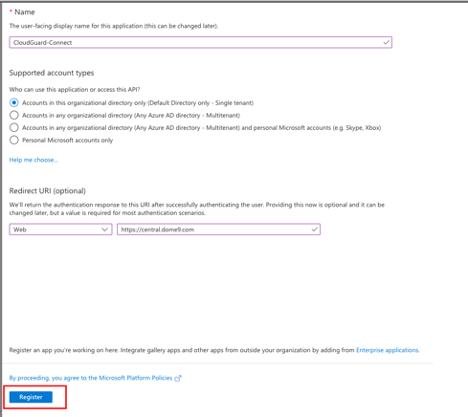 * Name
The user-facing display name for this application (this can be changed later).
CloudGuard-Connect
Supported account types
Who can use this application or access this API?
Accounts in this organizational directory only (Default Directory only - Single tenant)
Accounts in any organizational directory (Any Azure AD directory - Multitenant)
Accounts in any organizational directory (Any Azure AD directory - Multitenant) and personal Microsoft accounts (e.g. Skype, Xbox)
Personal Microsoft accounts only
Help me choose...
Redirect URI (optional)
We'll return the authentication response to this URI after successfully authenticating the user. Providing this now is optional and it can be
changed later, but a value is required for most authentication scenarios.
Web https://central.dome9.com
Register an app you're working on here. Integrate gallery apps and other apps from outside your organization by adding from Enterprise applications.
By proceeding, you agree to the Microsoft Platform Policies
Register